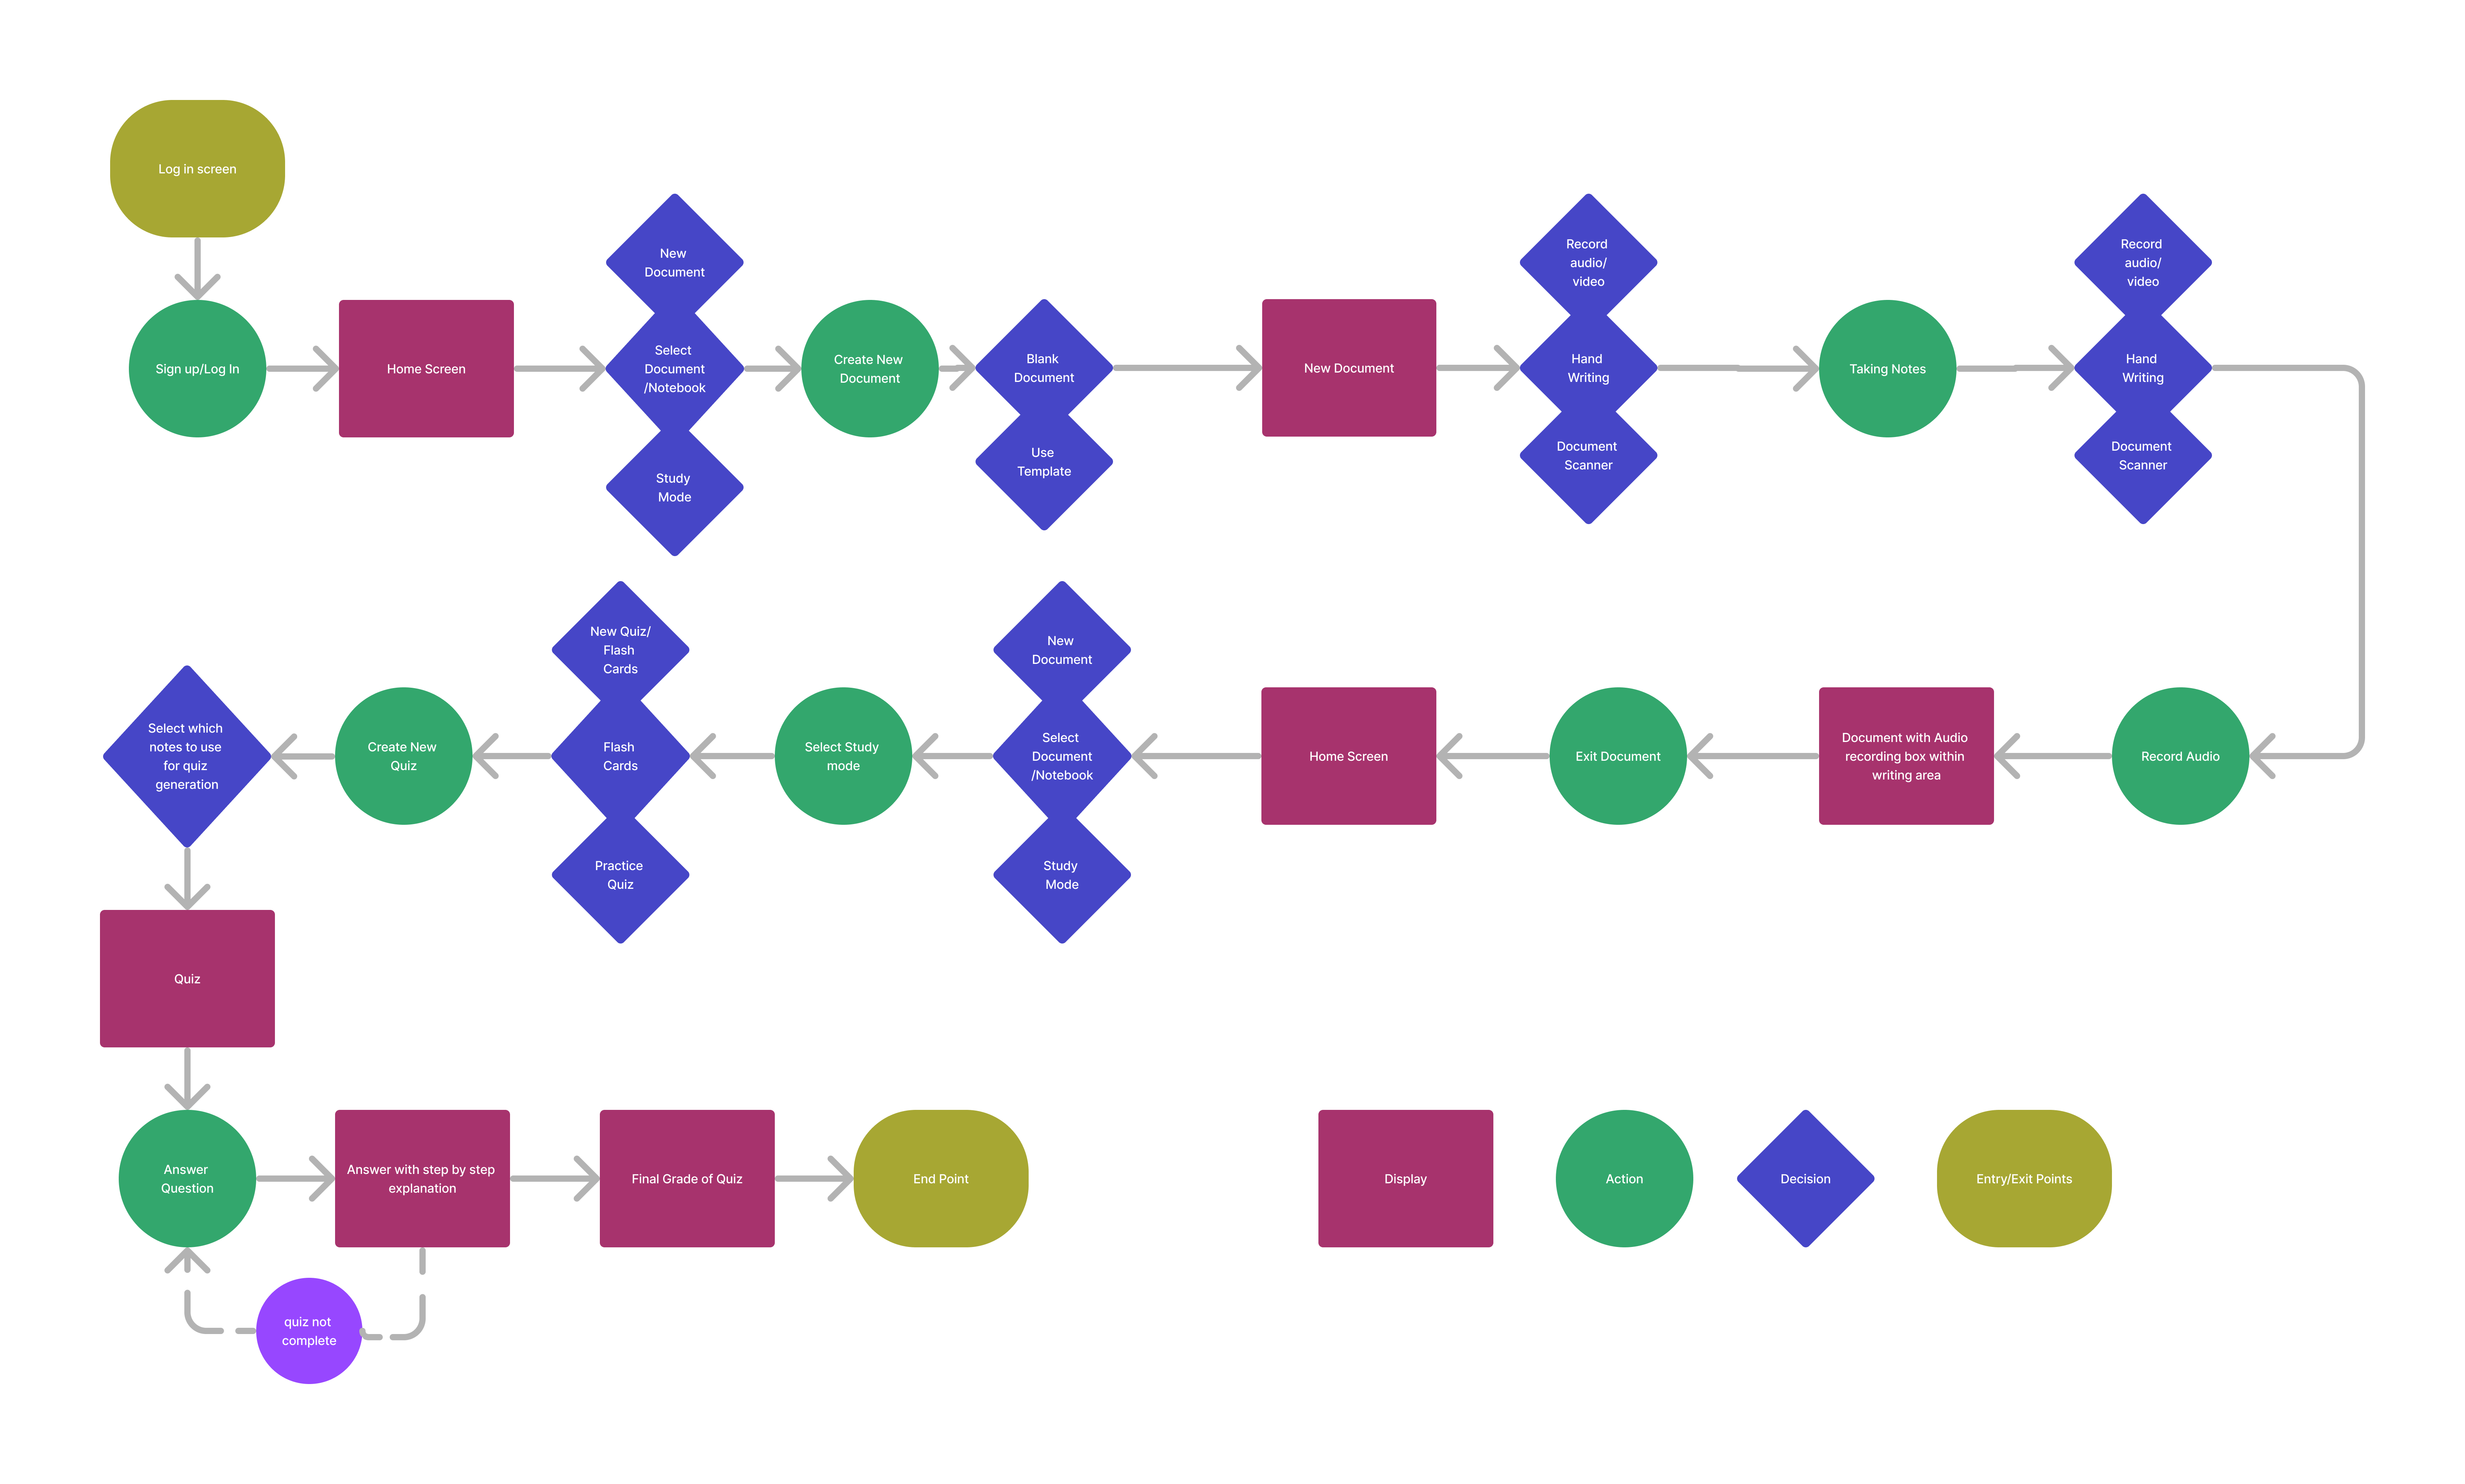 Log in screen
Sign up/Log In
Home Screen
New
Document
Select
Document
/Notebook
Study
Mode
Create New
Document
Blank
Document
Use
Template
New Document
Record
audio/
video
Hand
Writing
Document
Scanner
Taking Notes
Record
audio/
video
Hand
Writing
Document
Scanner
Record Audio
Document with Audio
recording box within
writing area
Exit Document
Home Screen
New
Document
Select
Document
/Notebook
Study
Mode
Select Study
mode
New Quiz/
Flash
Cards
Flash
Cards
Practice
Quiz
Create New
Quiz
Select which
notes to use
for quiz
generation
Quiz
Answer
Question
Answer with step by step
explanation
Final Grade of Quiz
End Point
quiz not
complete
Display
Action
Decision
Entry/Exit Points